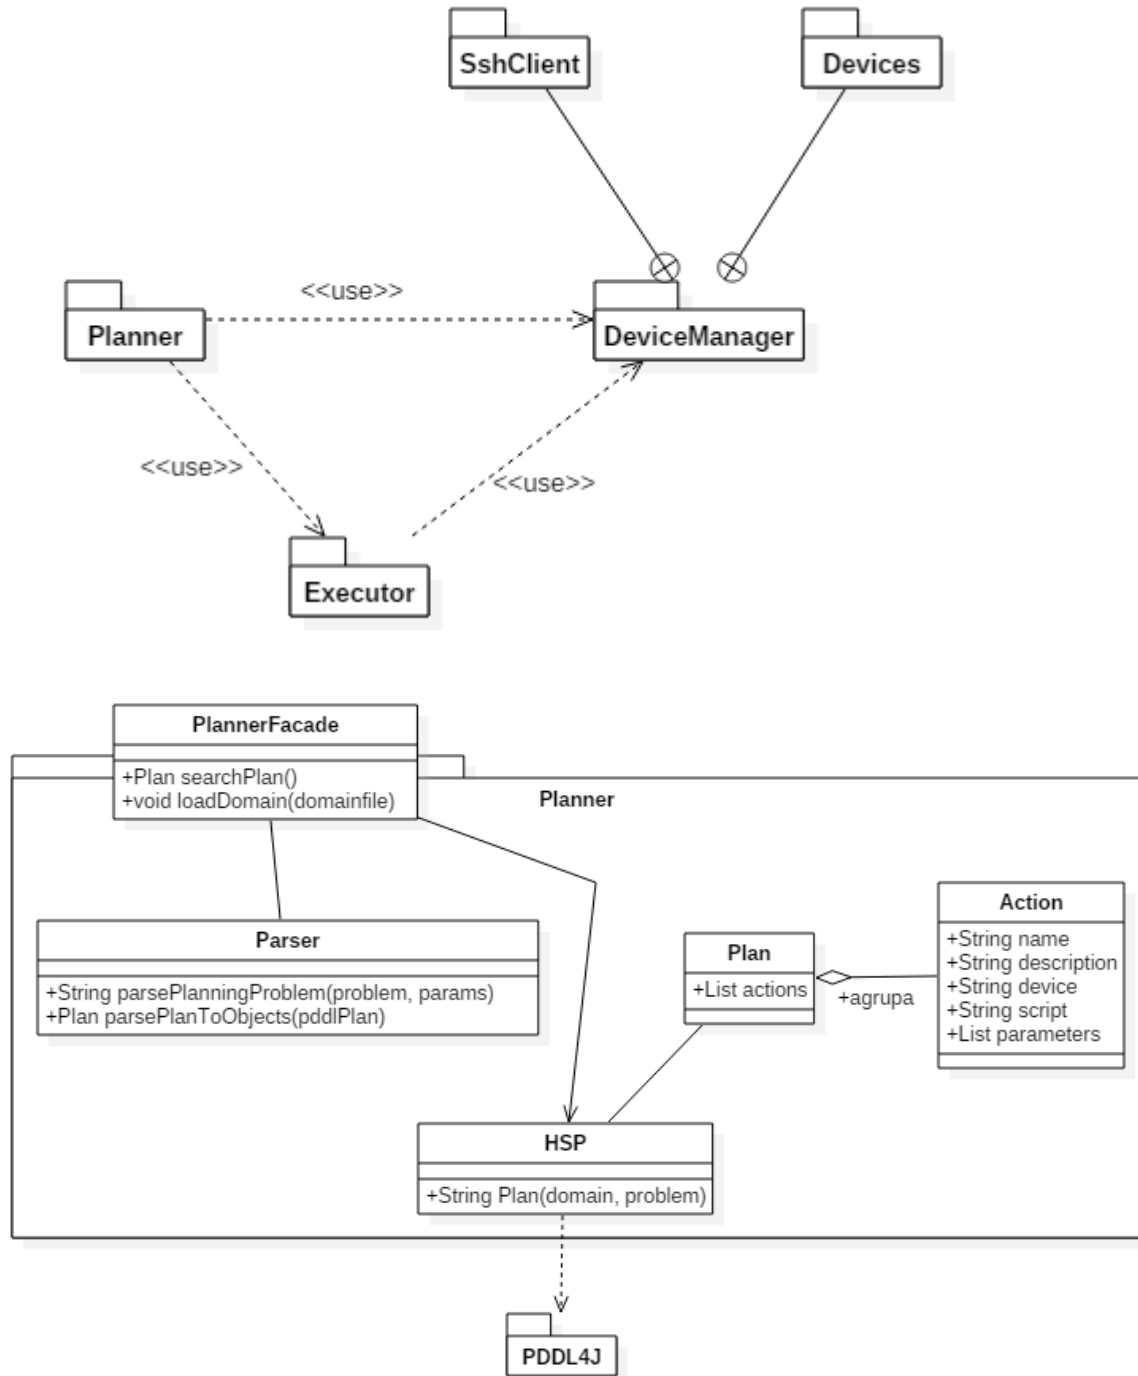 SshClient
Devices
<<use>>
Planner
DeviceManager
<<use>>
<<use>>
Executor
PlannerFacade
+Plan searchPlan()
+void loadDomain(domainfile)
Planner
Parser
+String parsePlanningProblem(problem, params)
+Plan parsePlanToObjects(pddlPlan)
Plan
+List actions
+agrupa
Action
+String name
+String description
+String device
+String script
+List parameters
HSP
+String Plan(domain, problem)
PDDL4J